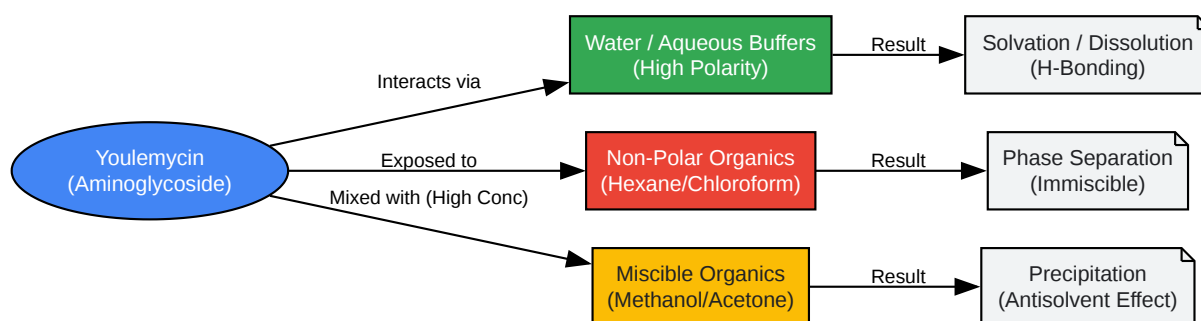 Youlemycin
(Aminoglycoside)
Interacts via
Water / Aqueous Buffers
(High Polarity)
Result
Solvation / Dissolution
(H-Bonding)
Exposed to
Non-Polar Organics
(Hexane/Chloroform)
Result
Phase Separation
(Immiscible)
Mixed with (High Conc)
Miscible Organics
(Methanol/Acetone)
Result
Precipitation
(Antisolvent Effect)